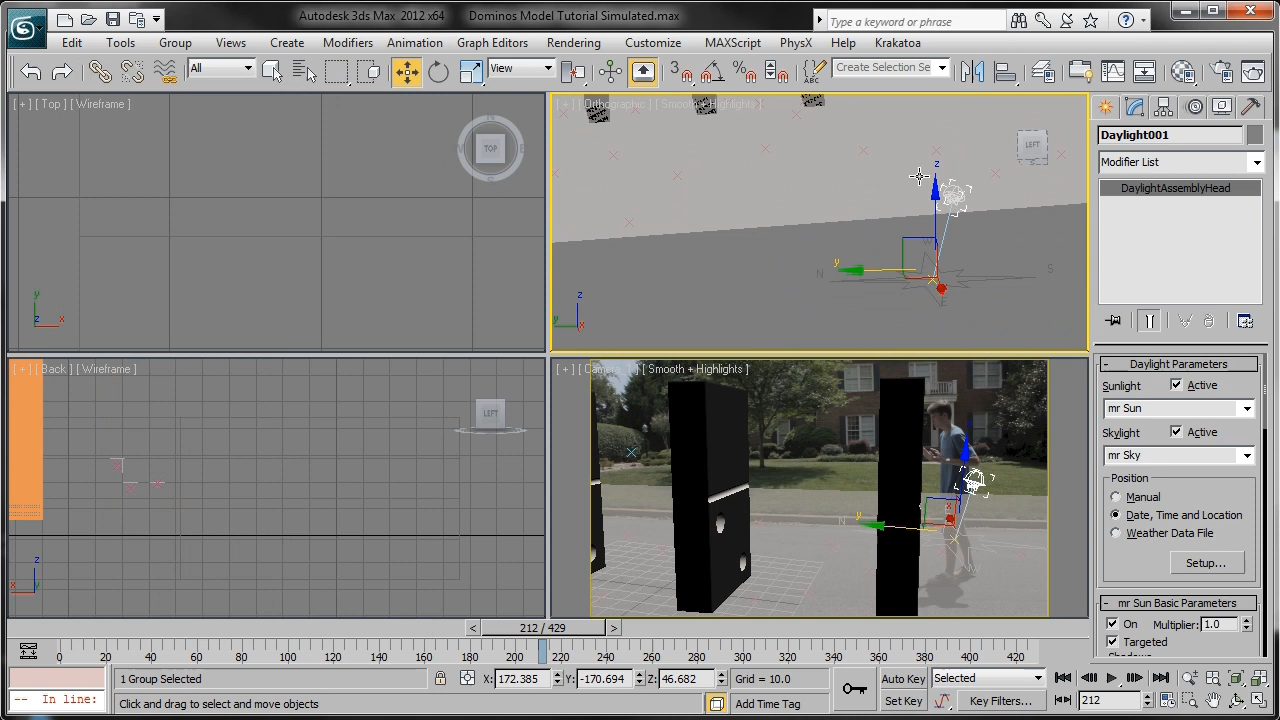 Autodesk 3ds Max 2012 x64 Dominos Model Tutorial Simulated.max
Type a keyword or phrase
Edit Tools Group Views Create Modifiers Animation Graph Editors Rendering Customize MAXScript PhysX Help Krakatoa
All View 3 Create Selection Se
[ + ] [ Top ] [ Wireframe ]
TOP
[ + ] [ Orthographic ] [ Smooth + Highlights ]
LEFT
z
y
N S
E
y
z x
z
y x
Daylight001
Modifier List
DaylightAssemblyHead
[ + ] [ Back ] [ Wireframe ]
LEFT
z
x
[ + ] [ Camera ] [ Smooth + Highlights ]
y
N
Daylight Parameters
Sunlight Active
mr Sun
Skylight Active
mr Sky
Position
Manual
Date, Time and Location
Weather Data File
Setup...
mr Sun Basic Parameters
On Multiplier: 1.0
Targeted
< 212 / 429 >
0 20 40 60 80 100 120 140 160 180 200 220 240 260 280 300 320 340 360 380 400 420
1 Group Selected X: 172.385 Y: -170.694 Z: 46.682 Grid = 10.0 Auto Key Selected
-- In line: Click and drag to select and move objects Add Time Tag Set Key Key Filters... 212